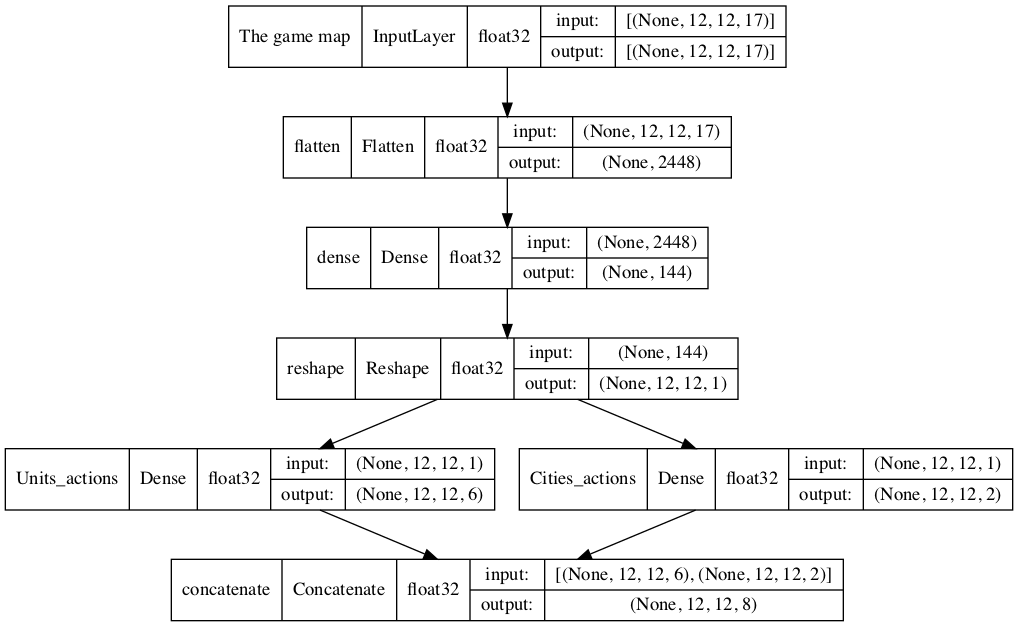 The game map InputLayer float32 input: [(None, 12, 12, 17)]
output: [(None, 12, 12, 17)]
flatten Flatten float32 input: (None, 12, 12, 17)
output: (None, 2448)
dense Dense float32 input: (None, 2448)
output: (None, 144)
reshape Reshape float32 input: (None, 144)
output: (None, 12, 12, 1)
Units_actions Dense float32 input: (None, 12, 12, 1)
output: (None, 12, 12, 6)
Cities_actions Dense float32 input: (None, 12, 12, 1)
output: (None, 12, 12, 2)
concatenate Concatenate float32 input: [(None, 12, 12, 6), (None, 12, 12, 2)]
output: (None, 12, 12, 8)